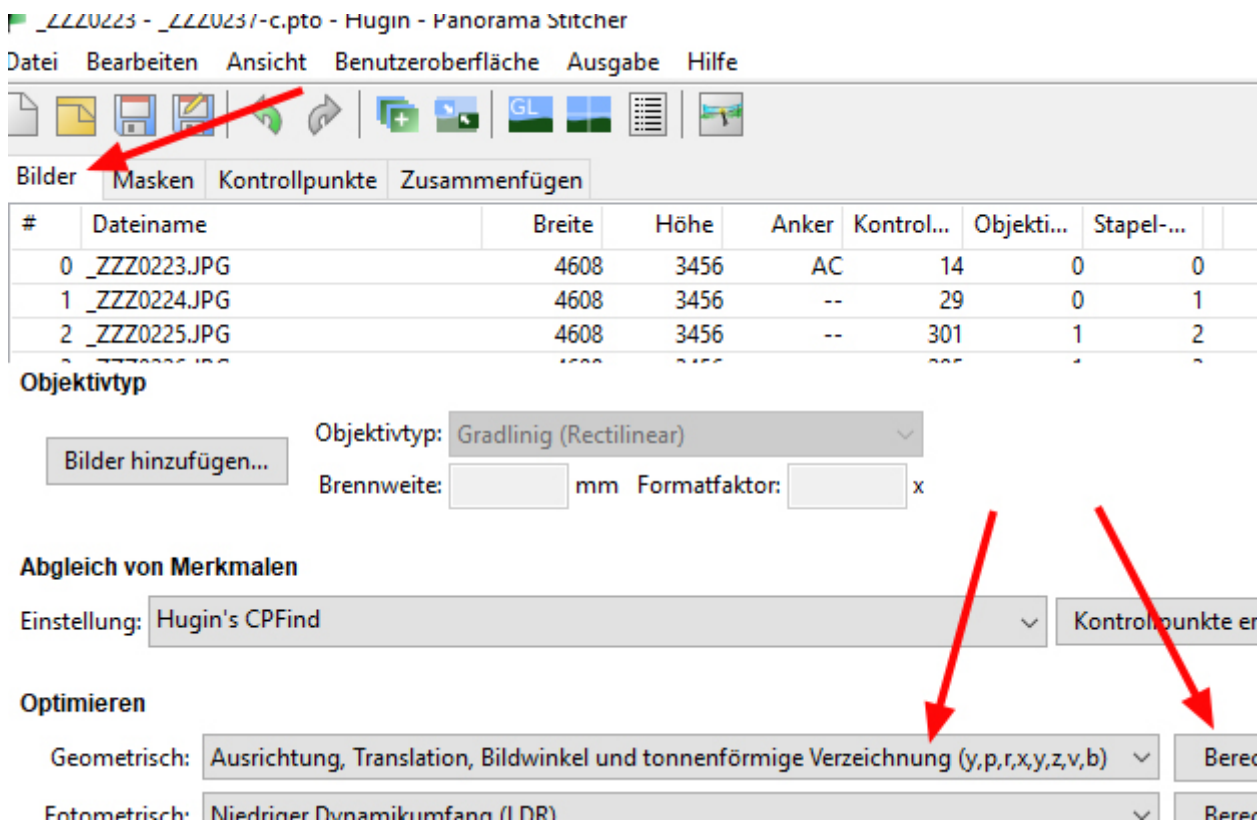 _ZZZ0223 - _ZZZ0237-c.pto - Hugin - Panorama Stitcher
Datei Bearbeiten Ansicht Benutzeroberfläche Ausgabe Hilfe
GL
Bilder Masken Kontrollpunkte Zusammenfügen
# Dateiname Breite Höhe Anker Kontrol... Objekti... Stapel-...
0 _ZZZ0223.JPG 4608 3456 AC 14 0 0
1 _ZZZ0224.JPG 4608 3456 -- 29 0 1
2 _ZZZ0225.JPG 4608 3456 -- 301 1 2
Objektivtyp
Objektivtyp: Gradlinig (Rectilinear)
Bilder hinzufügen...
Brennweite: mm Formatfaktor: x
Abgleich von Merkmalen
Einstellung: Hugin's CPFind Kontrollpunkte er
Optimieren
Geometrisch: Ausrichtung, Translation, Bildwinkel und tonnenförmige Verzeichnung (y,p,r,x,y,z,v,b) Berec
Fotometrisch: Niedriger Dynamikumfang (LDR) Berec